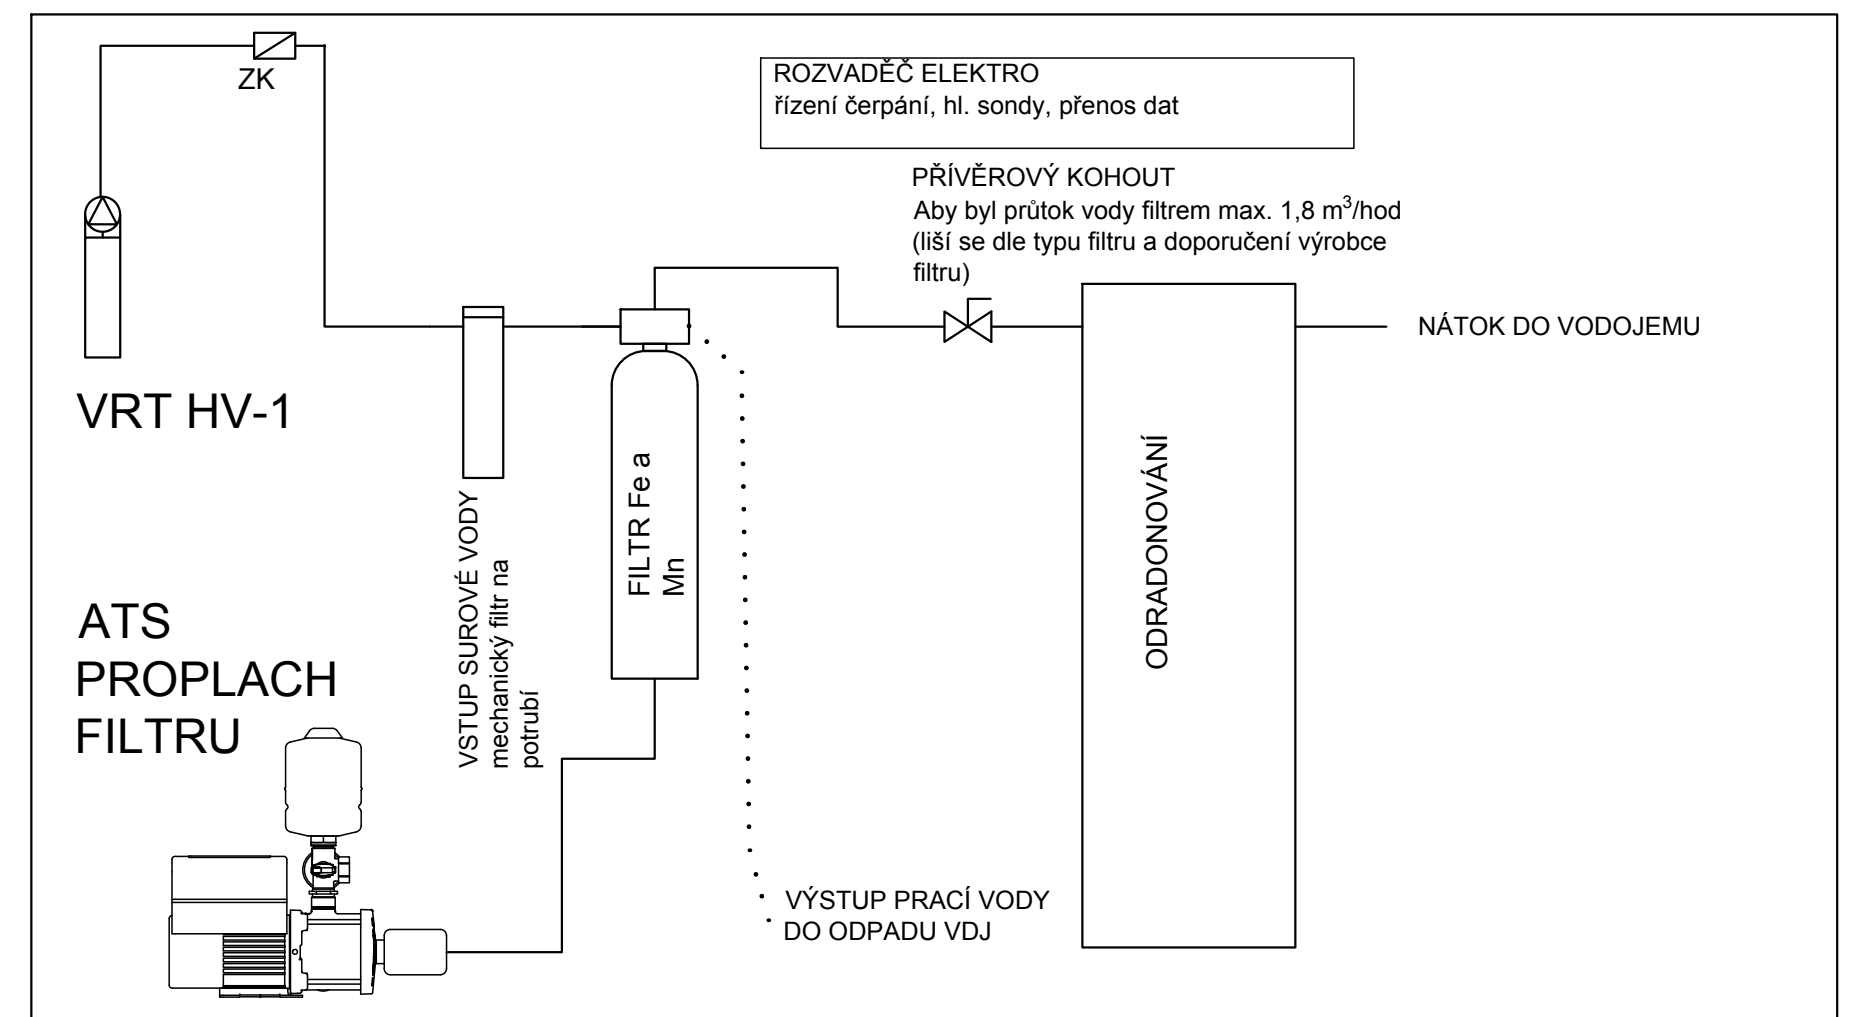 ZK
ROZVADĚČ ELEKTRO
řízení čerpání, hl. sondy, přenos dat
PŘÍVĚROVÝ KOHOUT
Aby byl průtok vody filtrem max. 1,8 m³/hod
(liší se dle typu filtru a doporučení výrobce
filtru)
NÁTOK DO VODOJEMU
VRT HV-1
VSTUP SUROVÉ VODY
mechanický filtr na
potrubí
FILTR Fe a
Mn
ODRADONOVÁNÍ
ATS
PROPLACH
FILTRU
VÝSTUP PRACÍ VODY
DO ODPADU VDJ